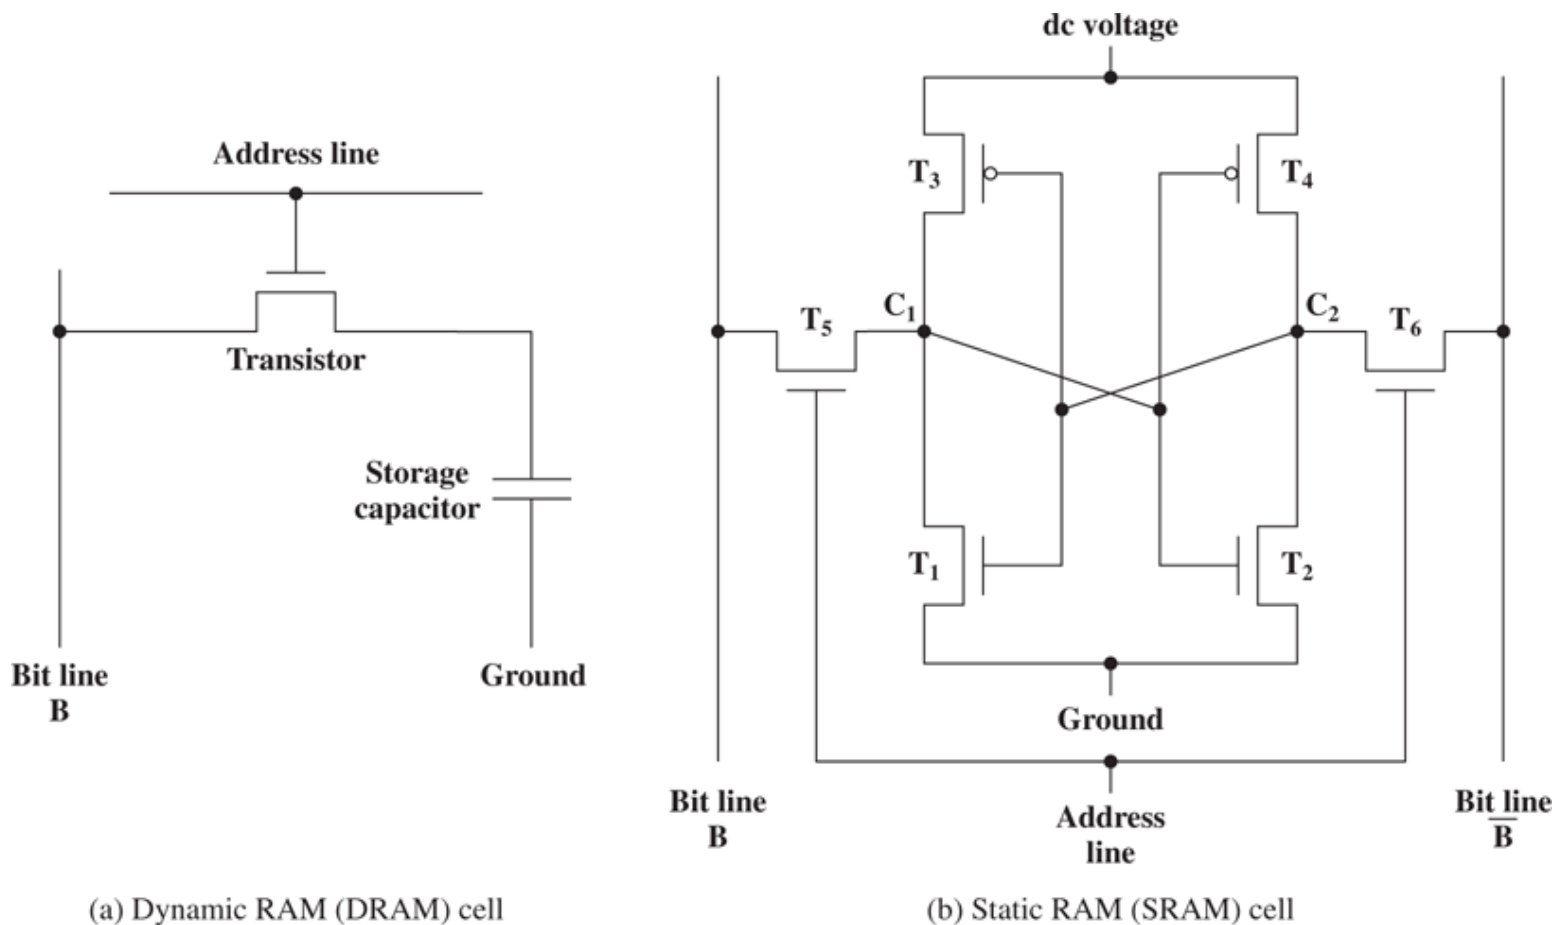 Address line
Transistor
Storage
capacitor
Bit line
B
Ground
(a) Dynamic RAM (DRAM) cell
dc voltage
T₃
T₄
T₅
C₁
C₂
T₆
T₁
T₂
Ground
Bit line
B
Address
line
Bit line
B̅
(b) Static RAM (SRAM) cell